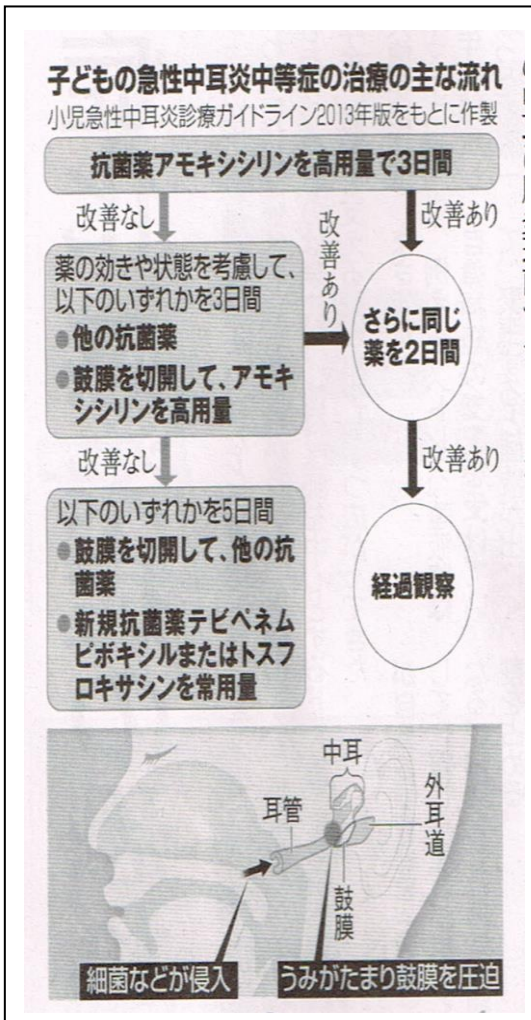 子どもの急性中耳炎中等症の治療の主な流れ
小児急性中耳炎診療ガイドライン2013年版をもとに作製
抗菌薬アモキシシリンを高用量で3日間
改善なし
改善あり
改善あり
薬の効きや状態を考慮して、
以下のいずれかを3日間
●他の抗菌薬
●鼓膜を切開して、アモキ
シシリンを高用量
さらに同じ
薬を2日間
改善なし
改善あり
以下のいずれかを5日間
●鼓膜を切開して、他の抗
菌薬
●新規抗菌薬テビペネム
ピボキシルまたはトスフ
ロキサシンを常用量
経過観察
中耳
耳管
外耳道
鼓膜
細菌などが侵入
うみがたまり鼓膜を圧迫